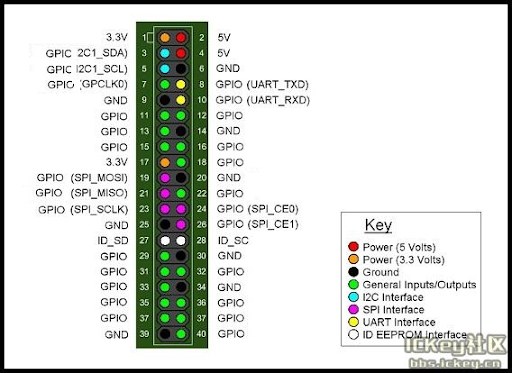 3.3V 1 2 5V
GPIC 2C1_SDA) 3 4 5V
GPIC I2C1_SCL) 5 6 GND
GPIO (GPCLK0) 7 8 GPIO (UART_TXD)
GND 9 10 GPIO (UART_RXD)
GPIO 11 12 GPIO
GPIO 13 14 GND
GPIO 15 16 GPIO
3.3V 17 18 GPIO
GPIO (SPI_MOSI) 19 20 GND
GPIO (SPI_MISO) 21 22 GPIO
GPIO (SPI_SCLK) 23 24 GPIO (SPI_CE0)
GND 25 26 GPIO (SPI_CE1)
ID_SD 27 28 ID_SC
GPIO 29 30 GND
GPIO 31 32 GPIO
GPIO 33 34 GND
GPIO 35 36 GPIO
GPIO 37 38 GPIO
GND 39 40 GPIO
Key
Power (5 Volts)
Power (3.3 Volts)
Ground
General Inputs/Outputs
I2C Interface
SPI Interface
UART Interface
ID EEPROM Interface
ICkey社区
bbs.ickey.cn